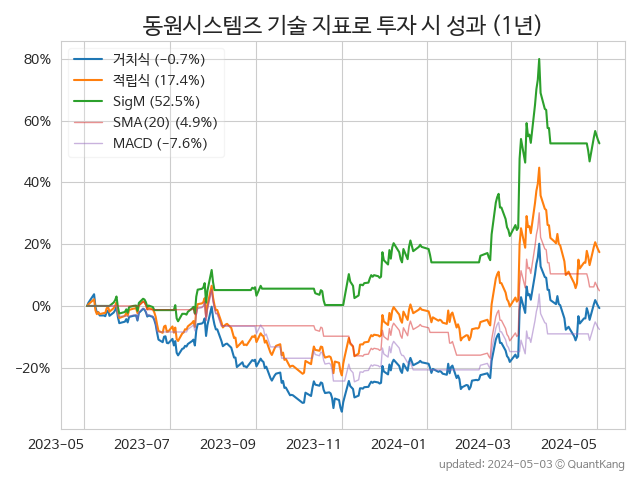 동원시스템즈 기술 지표로 투자 시 성과 (1년)
80%
60%
40%
20%
0%
−20%
거치식 (−0.7%)
적립식 (17.4%)
SigM (52.5%)
SMA(20) (4.9%)
MACD (−7.6%)
2023−05
2023−07
2023−09
2023−11
2024−01
2024−03
2024−05
updated: 2024-05-03 ⓒ QuantKang